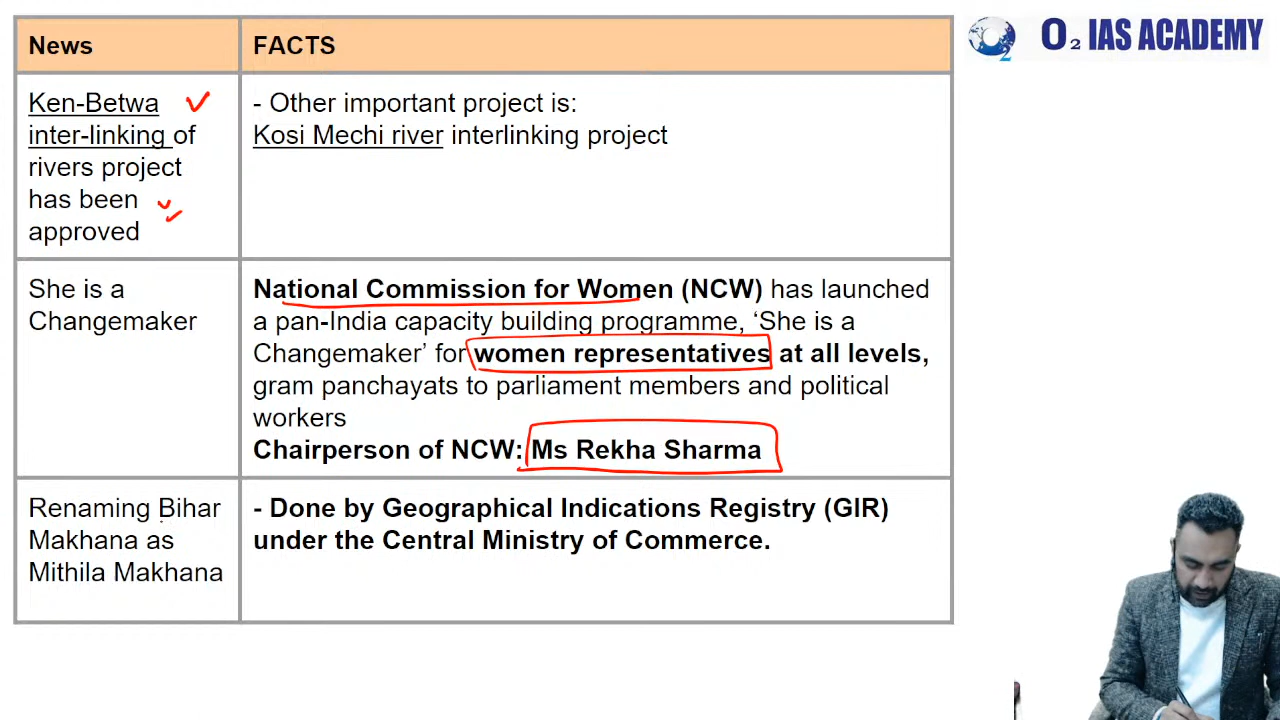 O2 IAS ACADEMY
News
FACTS
Ken-Betwa
inter-linking of
rivers project
has been
approved
- Other important project is:
Kosi Mechi river interlinking project
She is a
Changemaker
National Commission for Women (NCW) has launched
a pan-India capacity building programme, ‘She is a
Changemaker’ for women representatives at all levels,
gram panchayats to parliament members and political
workers
Chairperson of NCW: Ms Rekha Sharma
Renaming Bihar
Makhana as
Mithila Makhana
- Done by Geographical Indications Registry (GIR)
under the Central Ministry of Commerce.